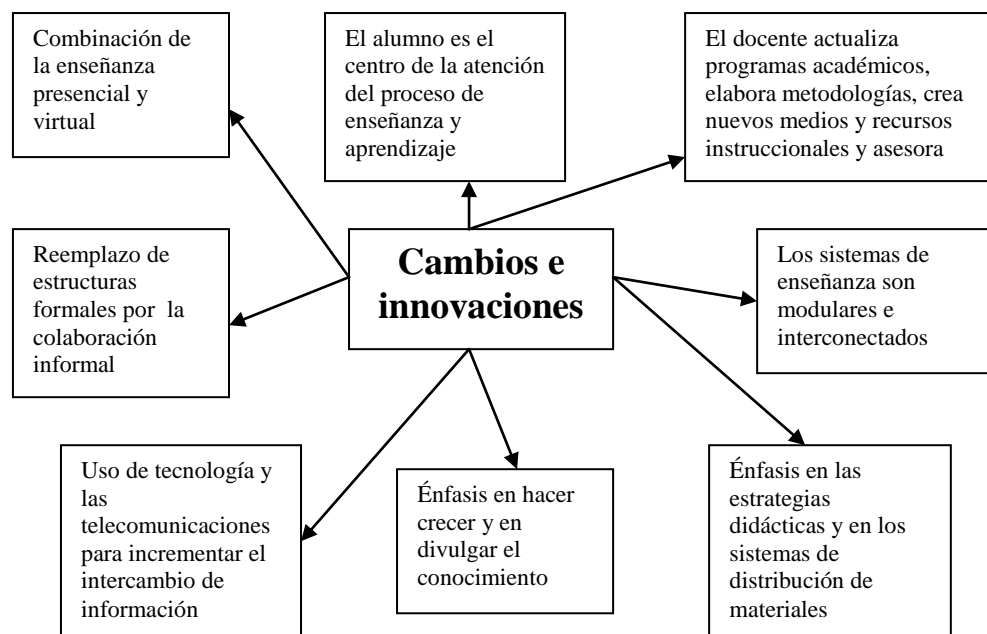 Combinación de
la enseñanza
presencial y
virtual
El alumno es el
centro de la atención
del proceso de
enseñanza y
aprendizaje
El docente actualiza
programas académicos,
elabora metodologías, crea
nuevos medios y recursos
instruccionales y asesora
Reemplazo de
estructuras
formales por la
colaboración
informal
Cambios e
innovaciones
Los sistemas de
enseñanza son
modulares e
interconectados
Uso de tecnología y
las
telecomunicaciones
para incrementar el
intercambio de
información
Énfasis en hacer
crecer y en
divulgar el
conocimiento
Énfasis en las
estrategias
didácticas y en los
sistemas de
distribución de
materiales